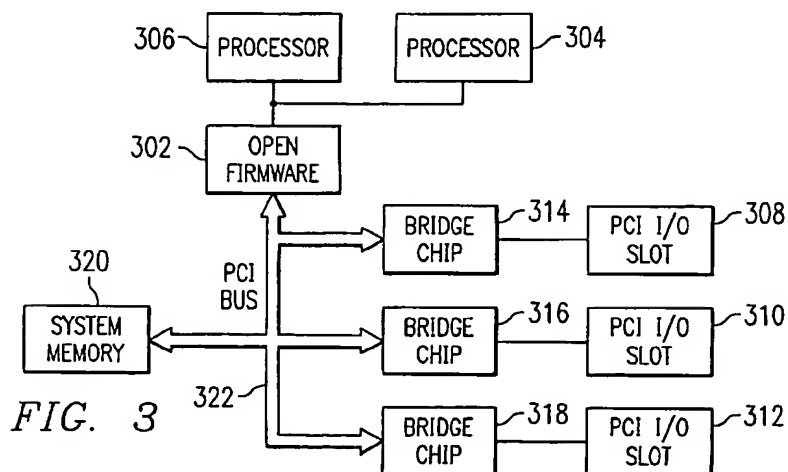 306
PROCESSOR
PROCESSOR
304
302
OPEN
FIRMWARE
BRIDGE
CHIP
314
PCI I/O
SLOT
308
320
SYSTEM
MEMORY
PCI
BUS
BRIDGE
CHIP
316
PCI I/O
SLOT
310
322
BRIDGE
CHIP
318
PCI I/O
SLOT
312
FIG. 3